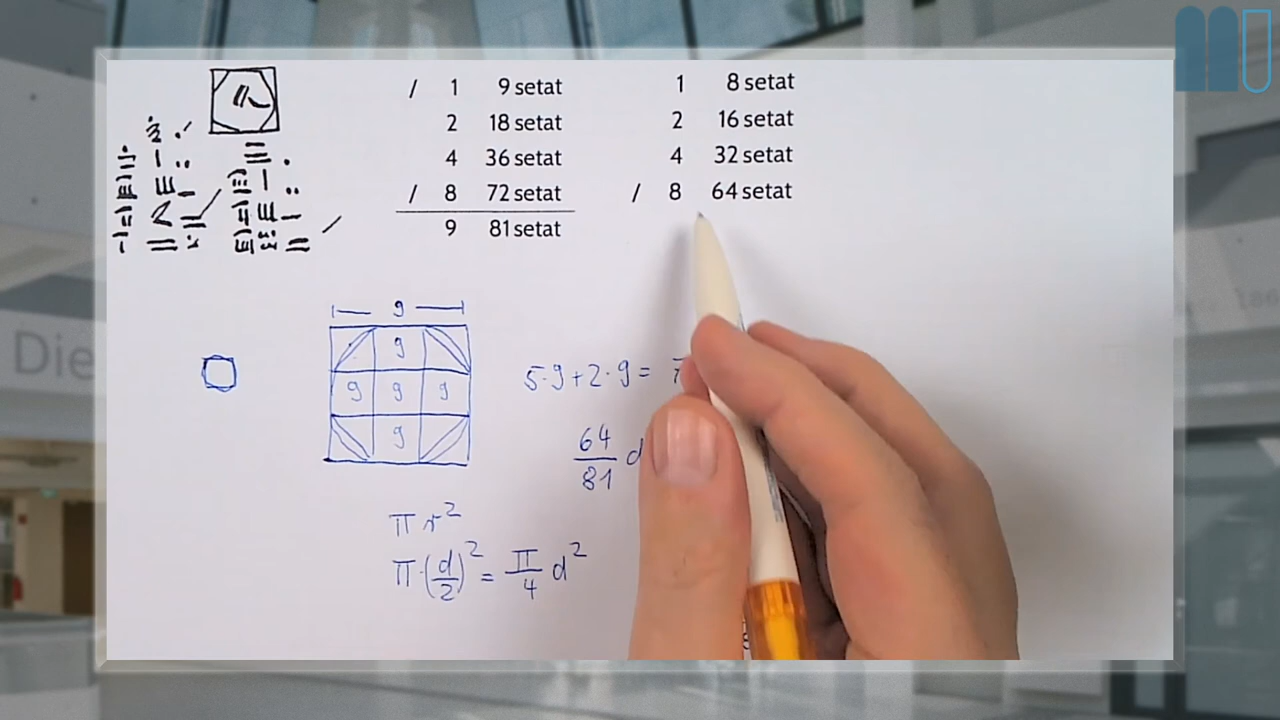 / 1 9 setat
2 18 setat
4 36 setat
/ 8 72 setat
9 81 setat
1 8 setat
2 16 setat
4 32 setat
/ 8 64 setat
9
9
9 9 9
9
5·9+2·9=
64/81 d
π r²
π·(d/2)² = π/4 d²
Die
MU